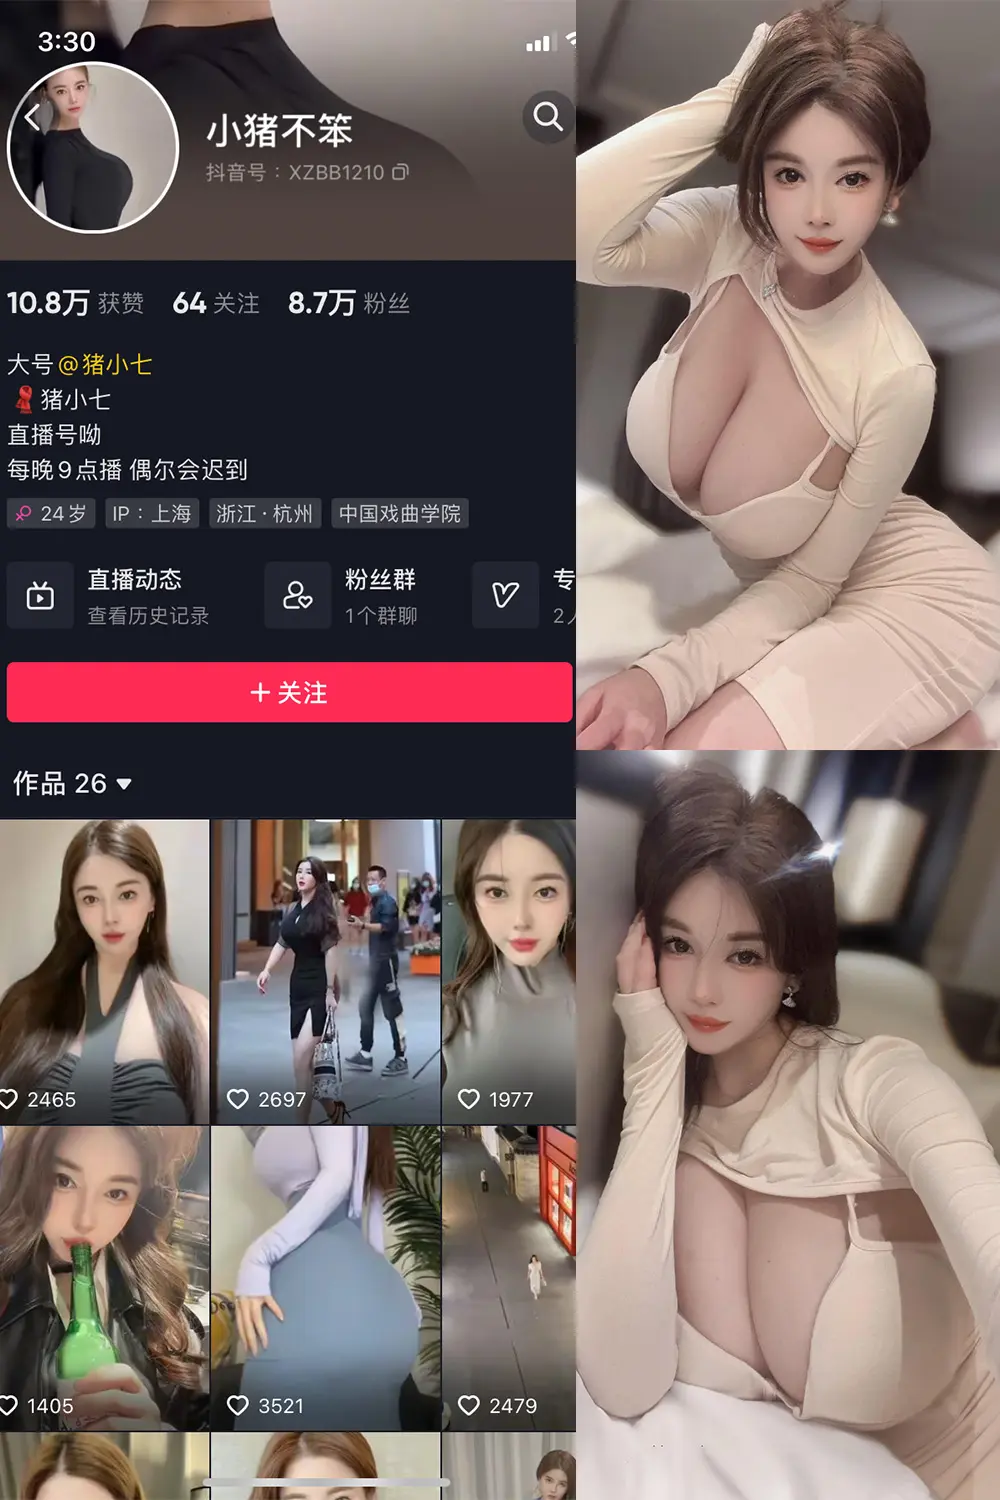 3:30
小猪不笨
抖音号：XZBB1210
10.8万 获赞 64 关注 8.7万 粉丝
大号@猪小七
猪小七
直播号呦
每晚9点播 偶尔会迟到
24岁 IP：上海 浙江·杭州 中国戏曲学院
直播动态 粉丝群 专
查看历史记录 1个群聊 2人
＋关注
作品 26
2465 2697 1977
1405 3521 2479